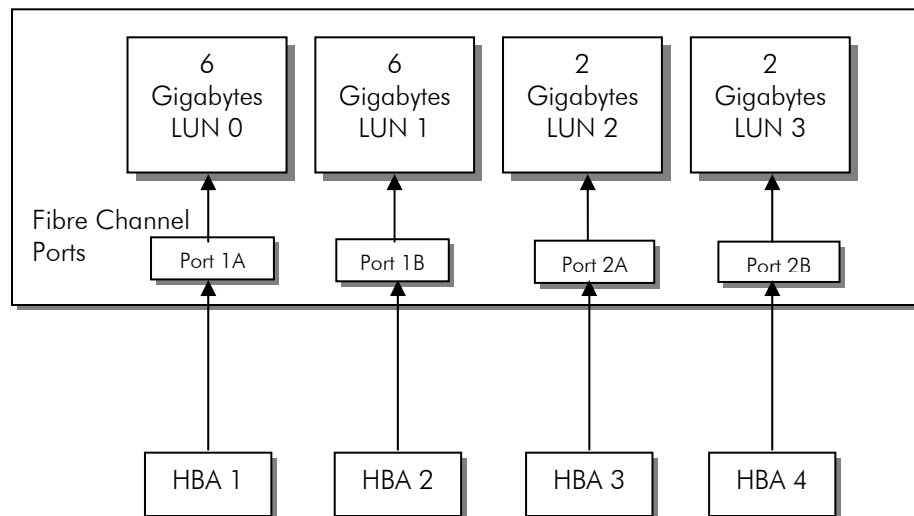 6
Gigabytes
LUN 0
6
Gigabytes
LUN 1
2
Gigabytes
LUN 2
2
Gigabytes
LUN 3
Fibre Channel
Ports
Port 1A
Port 1B
Port 2A
Port 2B
HBA 1
HBA 2
HBA 3
HBA 4